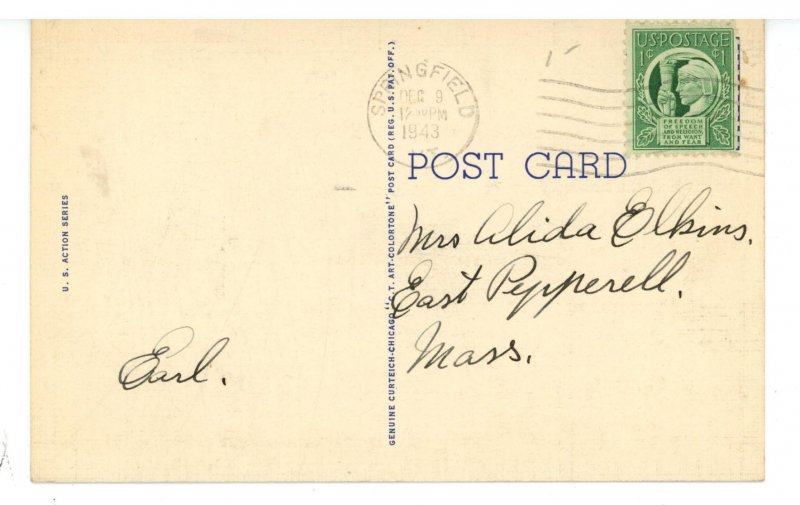 U. S. ACTION SERIES
Earl.
GENUINE CURTEICH-CHICAGO "C. T. ART-COLORTONE" POST CARD (REG. U. S. PAT. OFF.)
SPRINGFIELD
DEC 9
PM
1943
U.S. POSTAGE
1¢ ¢1
FREEDOM
OF SPEECH
AND RELIGION,
FROM WANT
AND FEAR
POST CARD
Mrs Alida Elkins.
East Pepperell.
Mass.